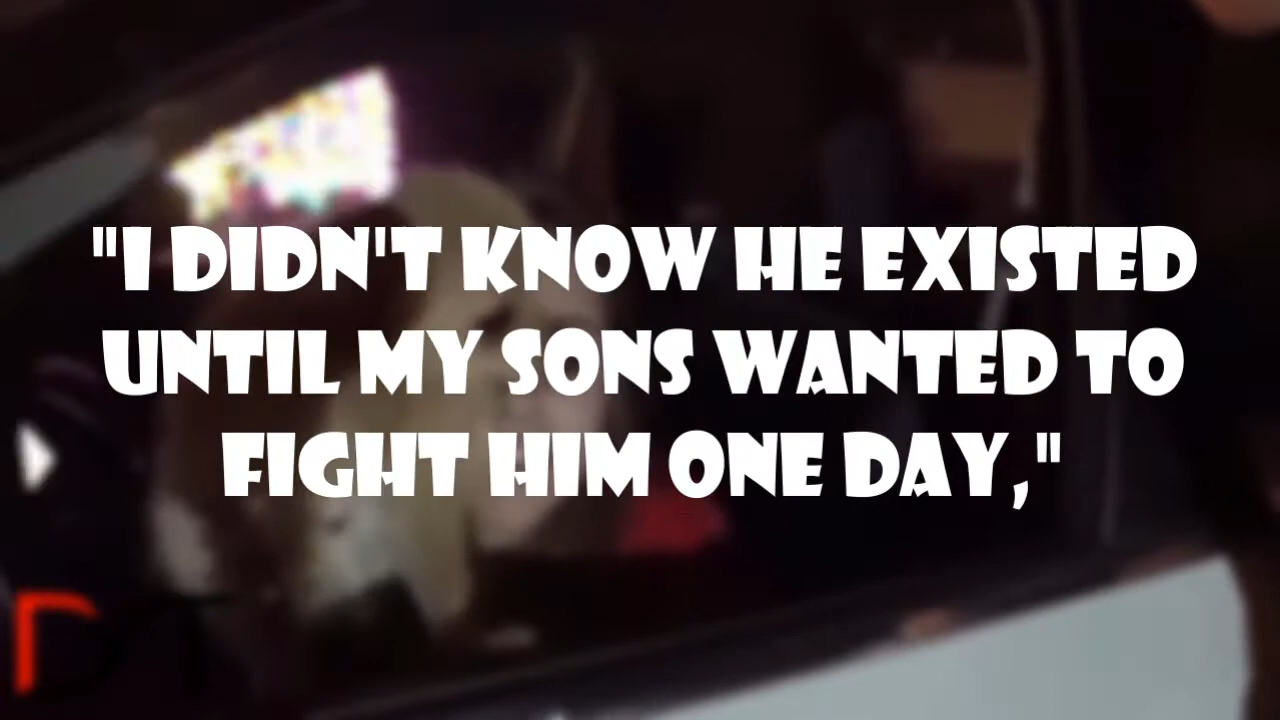 "I DIDN'T KNOW HE EXISTED
UNTIL MY SONS WANTED TO
FIGHT HIM ONE DAY,"